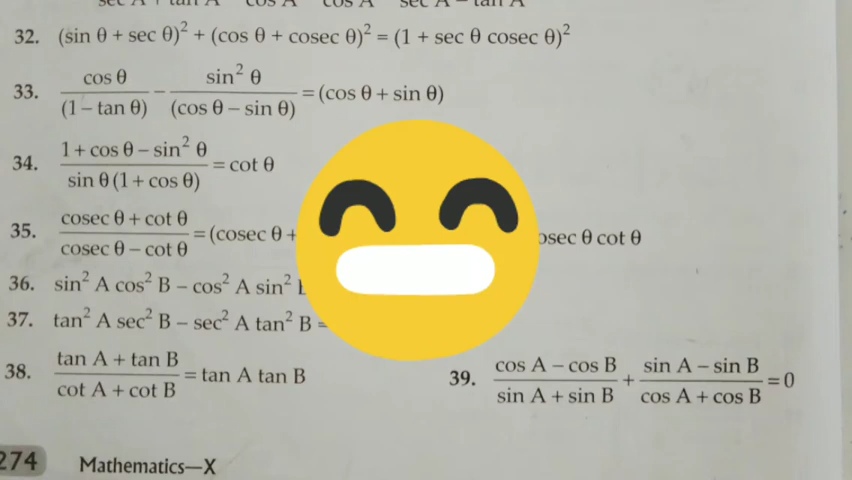 32. (sin θ + sec θ)² + (cos θ + cosec θ)² = (1 + sec θ cosec θ)²
33. cos θ / (1 – tan θ) – sin² θ / (cos θ – sin θ) = (cos θ + sin θ)
34. 1 + cos θ – sin² θ / sin θ (1 + cos θ) = cot θ
35. cosec θ + cot θ / cosec θ – cot θ = (cosec θ + osec θ cot θ
36. sin² A cos² B – cos² A sin²
37. tan² A sec² B – sec² A tan² B =
38. tan A + tan B / cot A + cot B = tan A tan B
39. cos A – cos B / sin A + sin B + sin A – sin B / cos A + cos B = 0
274 Mathematics—X